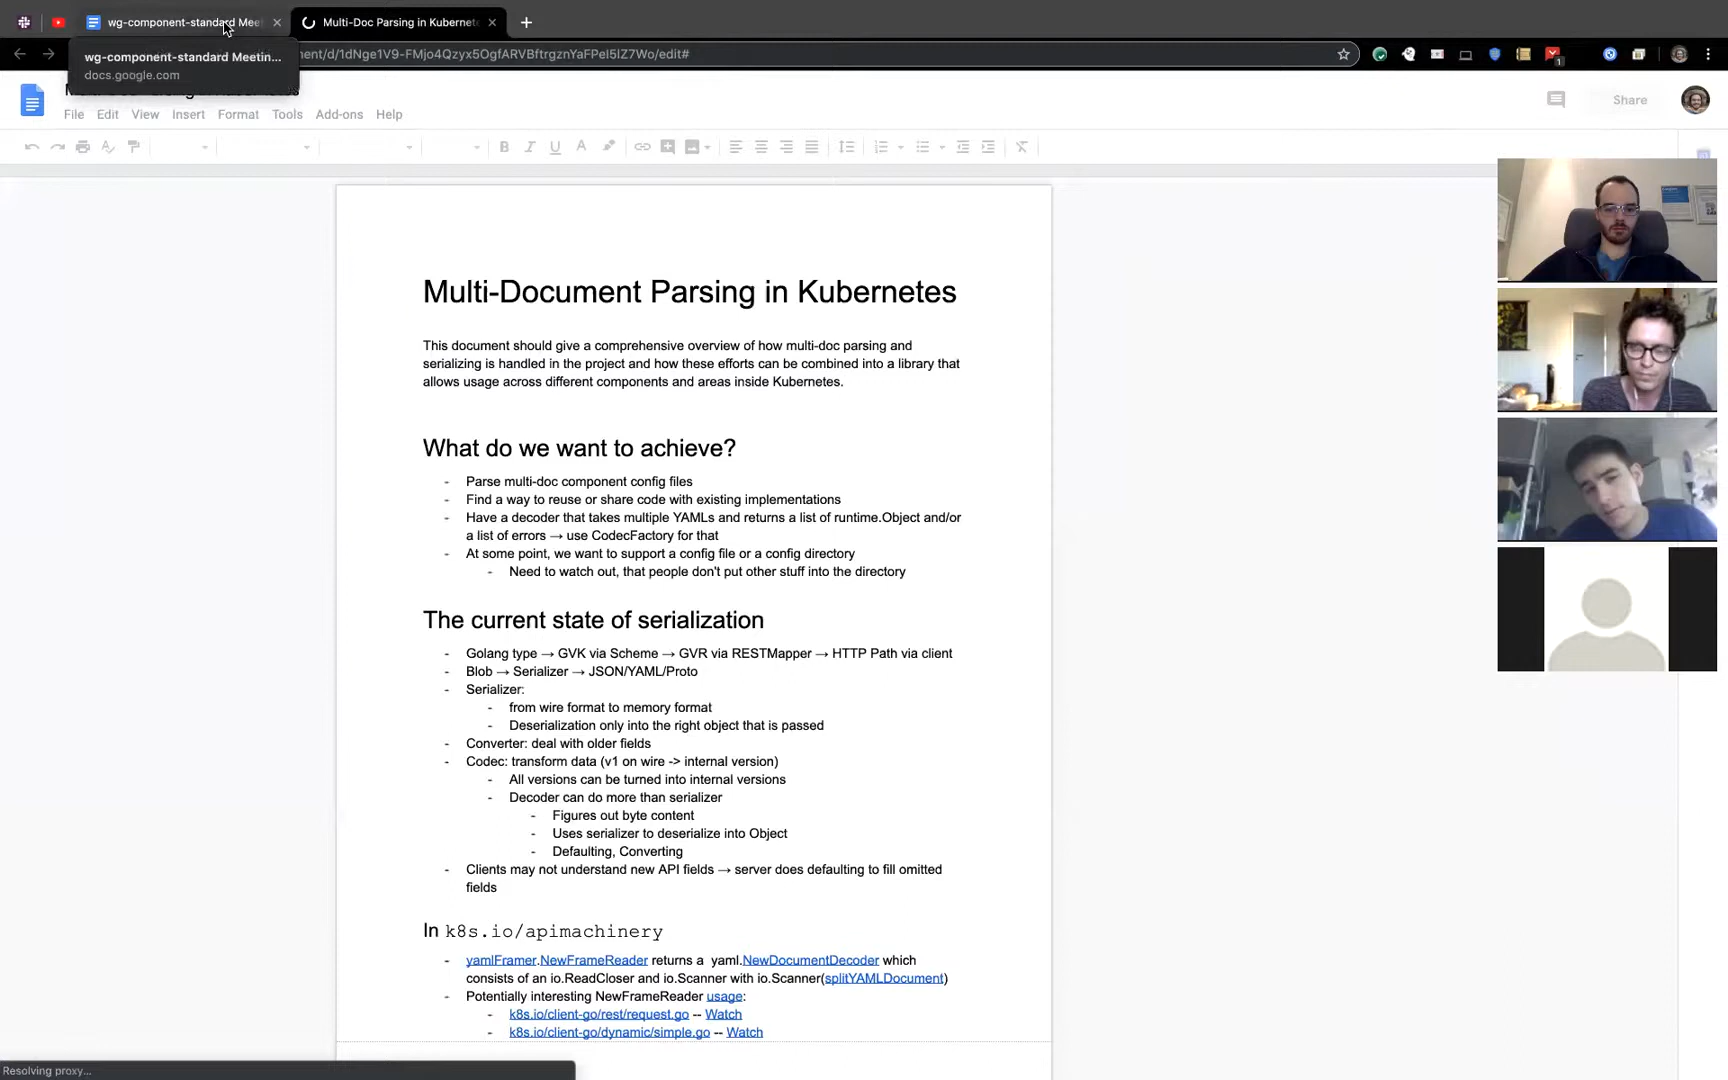 wg-component-standard Mee
Multi-Doc Parsing in Kubernete
ment/d/1dNge1V9-FMjo4Qzyx5OgfARVBftrgznYaFPeI5IZ7Wo/edit#
1
wg-component-standard Meetin...
docs.google.com
File Edit View Insert Format Tools Add-ons Help
Share
Multi-Document Parsing in Kubernetes
This document should give a comprehensive overview of how multi-doc parsing and
serializing is handled in the project and how these efforts can be combined into a library that
allows usage across different components and areas inside Kubernetes.
What do we want to achieve?
- Parse multi-doc component config files
- Find a way to reuse or share code with existing implementations
- Have a decoder that takes multiple YAMLs and returns a list of runtime.Object and/or
a list of errors → use CodecFactory for that
- At some point, we want to support a config file or a config directory
- Need to watch out, that people don't put other stuff into the directory
The current state of serialization
- Golang type → GVK via Scheme → GVR via RESTMapper → HTTP Path via client
- Blob → Serializer → JSON/YAML/Proto
- Serializer:
- from wire format to memory format
- Deserialization only into the right object that is passed
- Converter: deal with older fields
- Codec: transform data (v1 on wire -> internal version)
- All versions can be turned into internal versions
- Decoder can do more than serializer
- Figures out byte content
- Uses serializer to deserialize into Object
- Defaulting, Converting
- Clients may not understand new API fields → server does defaulting to fill omitted
fields
In k8s.io/apimachinery
- yamlFramer.NewFrameReader returns a yaml.NewDocumentDecoder which
consists of an io.ReadCloser and io.Scanner with io.Scanner(splitYAMLDocument)
- Potentially interesting NewFrameReader usage:
- k8s.io/client-go/rest/request.go -- Watch
- k8s.io/client-go/dynamic/simple.go -- Watch
Resolving proxy...